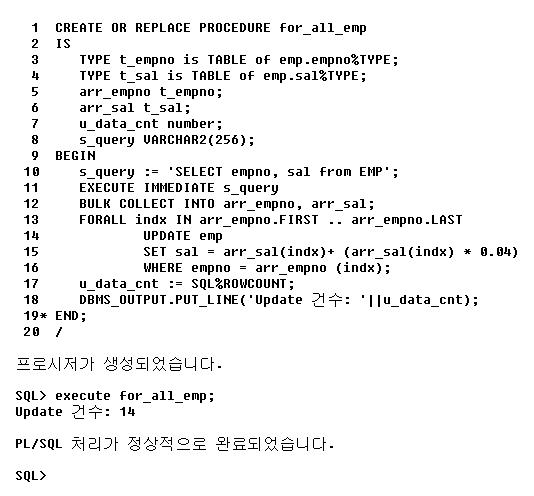 1 CREATE OR REPLACE PROCEDURE for_all_emp
2 IS
3 TYPE t_empno is TABLE of emp.empno%TYPE;
4 TYPE t_sal is TABLE of emp.sal%TYPE;
5 arr_empno t_empno;
6 arr_sal t_sal;
7 u_data_cnt number;
8 s_query VARCHAR2(256);
9 BEGIN
10 s_query := 'SELECT empno, sal from EMP';
11 EXECUTE IMMEDIATE s_query
12 BULK COLLECT INTO arr_empno, arr_sal;
13 FORALL indx IN arr_empno.FIRST .. arr_empno.LAST
14 UPDATE emp
15 SET sal = arr_sal(indx)+ (arr_sal(indx) * 0.04)
16 WHERE empno = arr_empno (indx);
17 u_data_cnt := SQL%ROWCOUNT;
18 DBMS_OUTPUT.PUT_LINE('Update 건수: '||u_data_cnt);
19* END;
20 /
프로시저가 생성되었습니다.
SQL> execute for_all_emp;
Update 건수: 14
PL/SQL 처리가 정상적으로 완료되었습니다.
SQL>